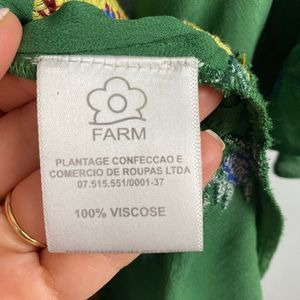 FARM
PLANTAGE CONFECCAO E
COMERCIO DE ROUPAS LTDA
07.515.551/0001-37
100% VISCOSE